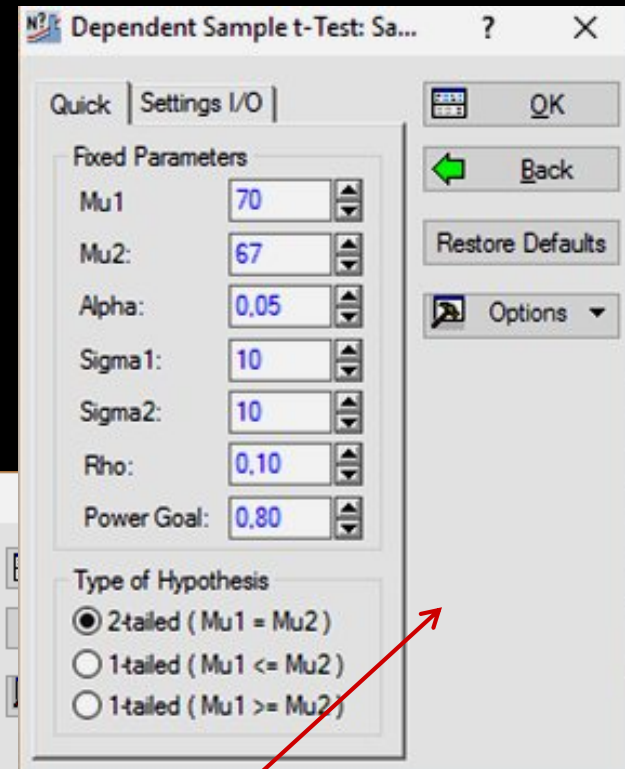 Dependent Sample t-Test: Sa... ? ×
Quick Settings I/O
OK
Back
Restore Defaults
Options
Fixed Parameters
Mu1 70
Mu2: 67
Alpha: 0,05
Sigma1: 10
Sigma2: 10
Rho: 0,10
Power Goal: 0,80
Type of Hypothesis
2-tailed ( Mu1 = Mu2 )
1-tailed ( Mu1 <= Mu2 )
1-tailed ( Mu1 >= Mu2 )